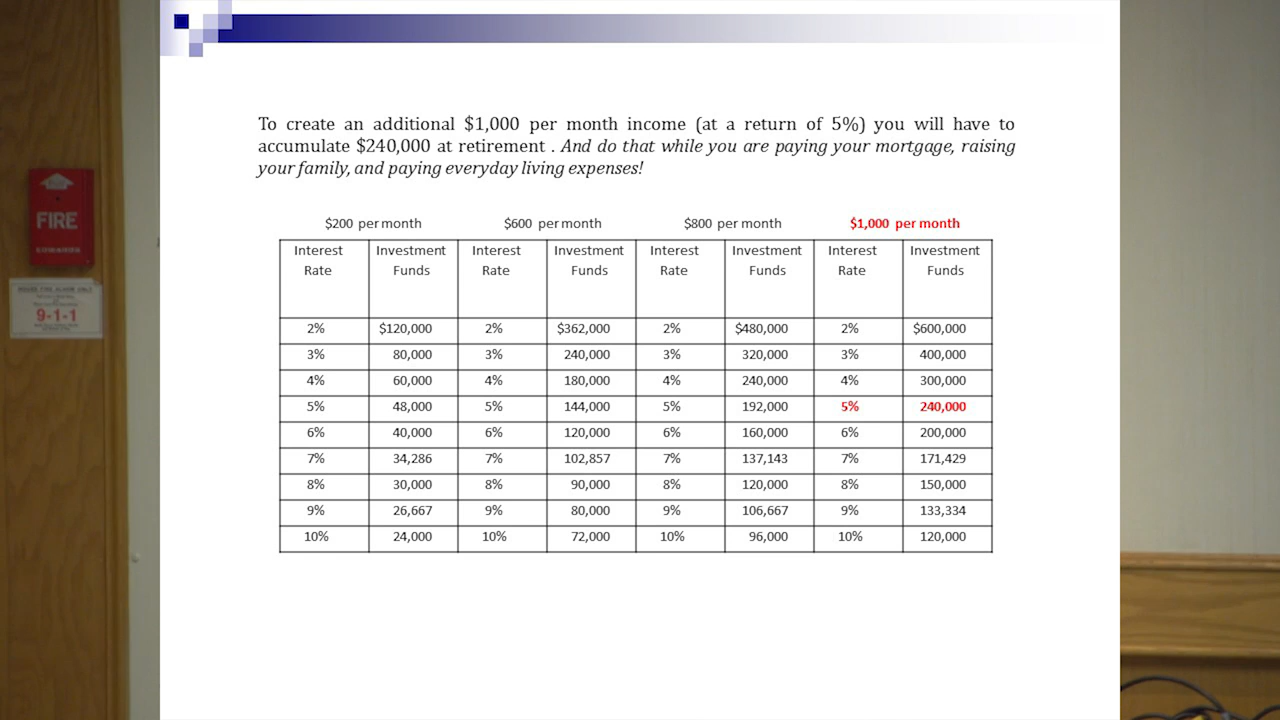 To create an additional $1,000 per month income (at a return of 5%) you will have to
accumulate $240,000 at retirement . And do that while you are paying your mortgage, raising
your family, and paying everyday living expenses!
$200 per month $600 per month $800 per month $1,000 per month
Interest Rate Investment Funds Interest Rate Investment Funds Interest Rate Investment Funds Interest Rate Investment Funds
2% $120,000 2% $362,000 2% $480,000 2% $600,000
3% 80,000 3% 240,000 3% 320,000 3% 400,000
4% 60,000 4% 180,000 4% 240,000 4% 300,000
5% 48,000 5% 144,000 5% 192,000 5% 240,000
6% 40,000 6% 120,000 6% 160,000 6% 200,000
7% 34,286 7% 102,857 7% 137,143 7% 171,429
8% 30,000 8% 90,000 8% 120,000 8% 150,000
9% 26,667 9% 80,000 9% 106,667 9% 133,334
10% 24,000 10% 72,000 10% 96,000 10% 120,000
FIRE
EDWARDS
9-1-1